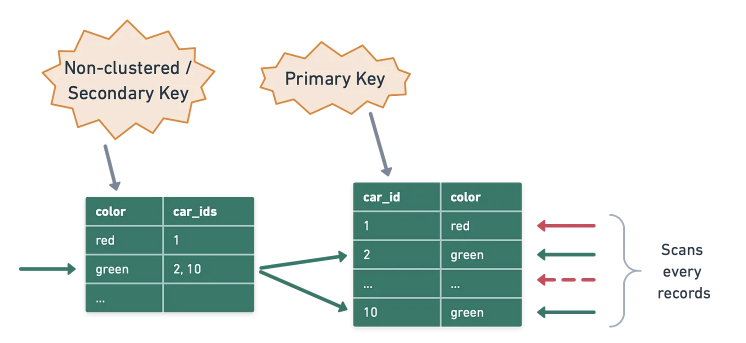 Non-clustered /
Secondary Key
Primary Key
color car_ids
red 1
green 2, 10
...
car_id color
1 red
2 green
... ...
10 green
Scans
every
records